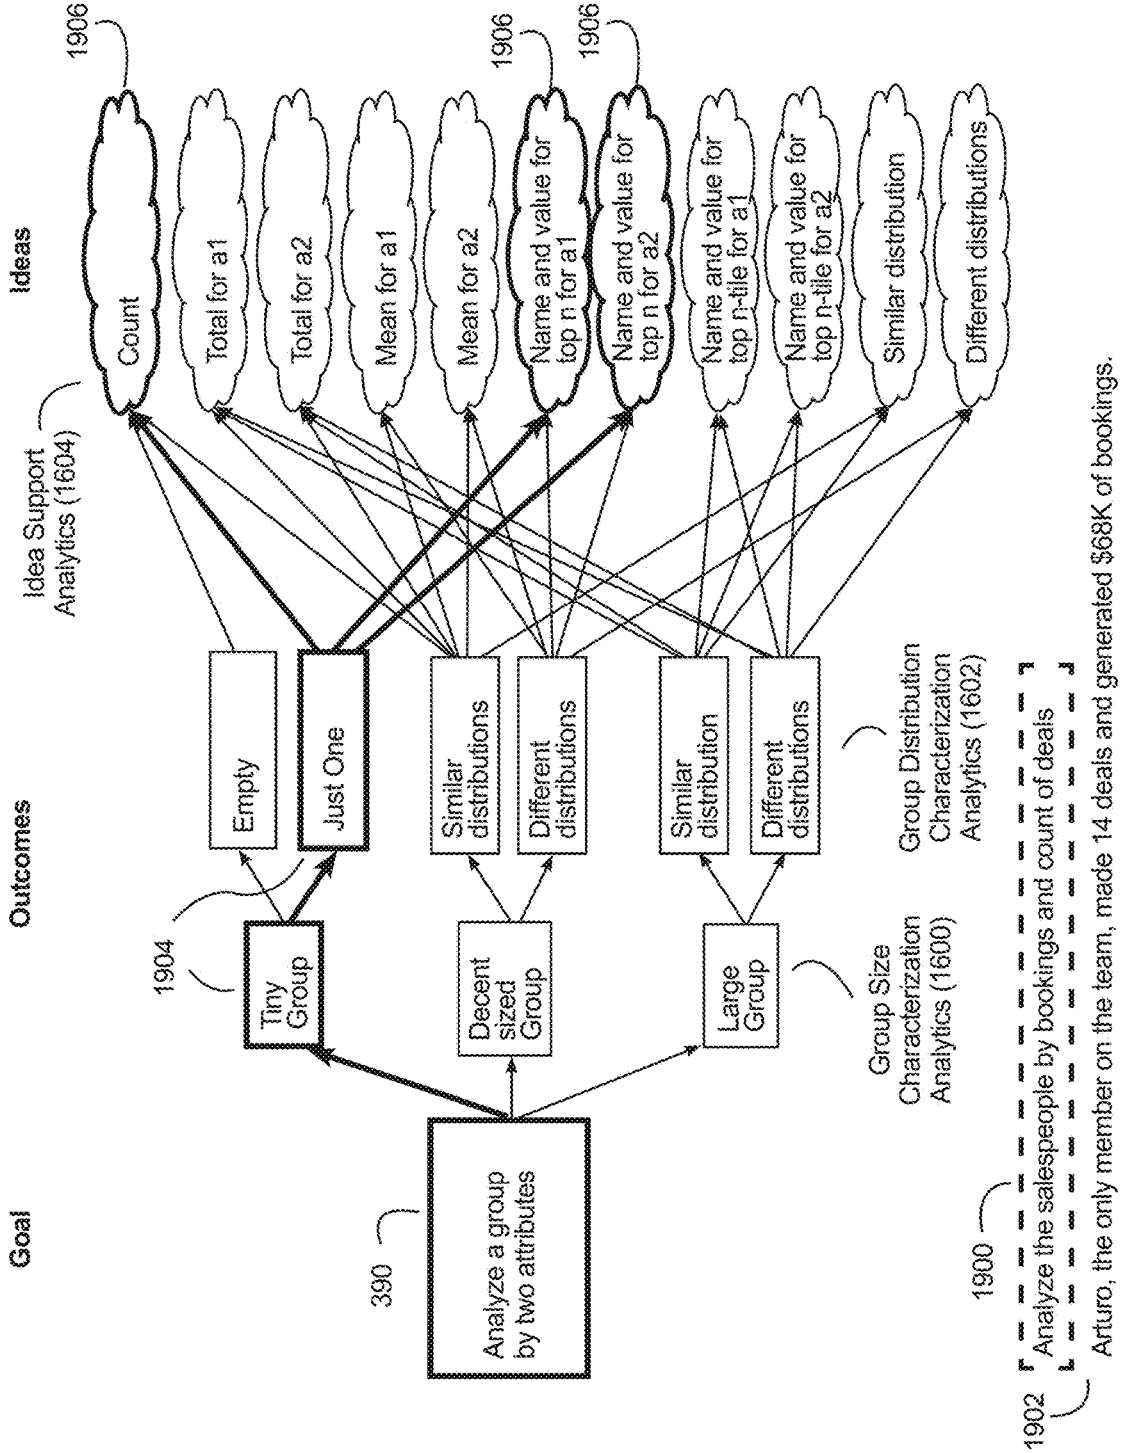 Goal
Outcomes
Ideas
390
Analyze a group
by two attributes
1904
Tiny
Group
Decent
sized
Group
Large
Group
Group Size
Characterization
Analytics (1600)
Empty
Just One
Similar
distributions
Different
distributions
Similar
distribution
Different
distributions
Group Distribution
Characterization
Analytics (1602)
Idea Support
Analytics (1604)
1906
Count
Total for a1
Total for a2
Mean for a1
Mean for a2
1906
Name and value for
top n for a1
1906
Name and value for
top n for a2
Name and value for
top n-tile for a1
Name and value for
top n-tile for a2
Similar distribution
Different distributions
1900
Analyze the salespeople by bookings and count of deals
1902
Arturo, the only member on the team, made 14 deals and generated $68K of bookings.